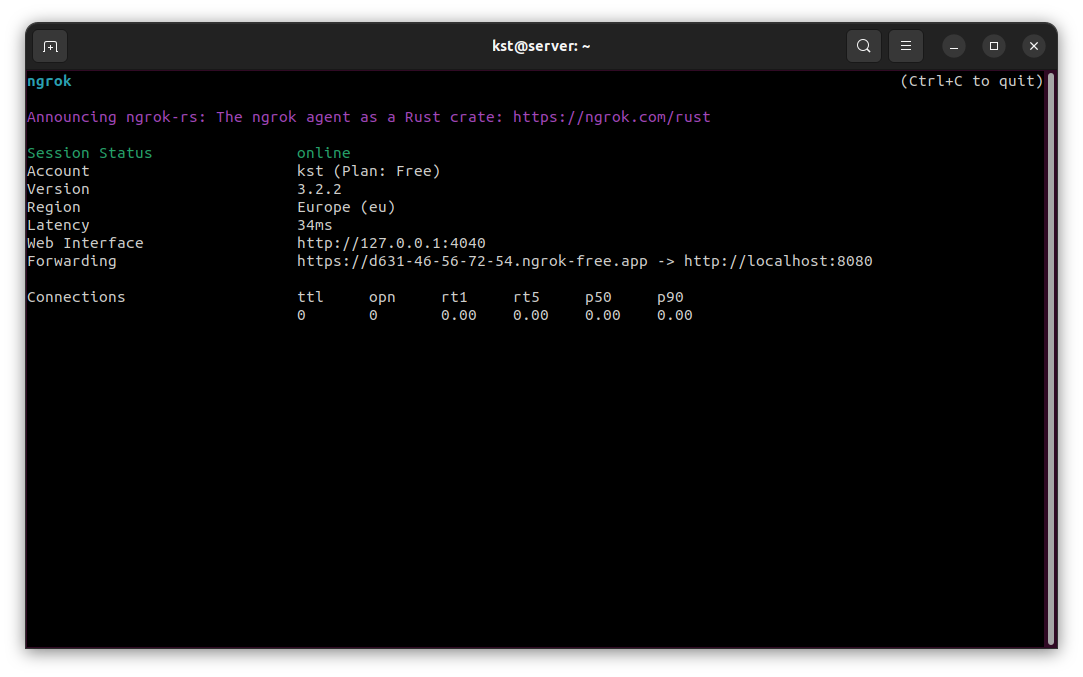 kst@server: ~
ngrok (Ctrl+C to quit)
Announcing ngrok-rs: The ngrok agent as a Rust crate: https://ngrok.com/rust
Session Status online
Account kst (Plan: Free)
Version 3.2.2
Region Europe (eu)
Latency 34ms
Web Interface http://127.0.0.1:4040
Forwarding https://d631-46-56-72-54.ngrok-free.app -> http://localhost:8080
Connections ttl opn rt1 rt5 p50 p90
0 0 0.00 0.00 0.00 0.00